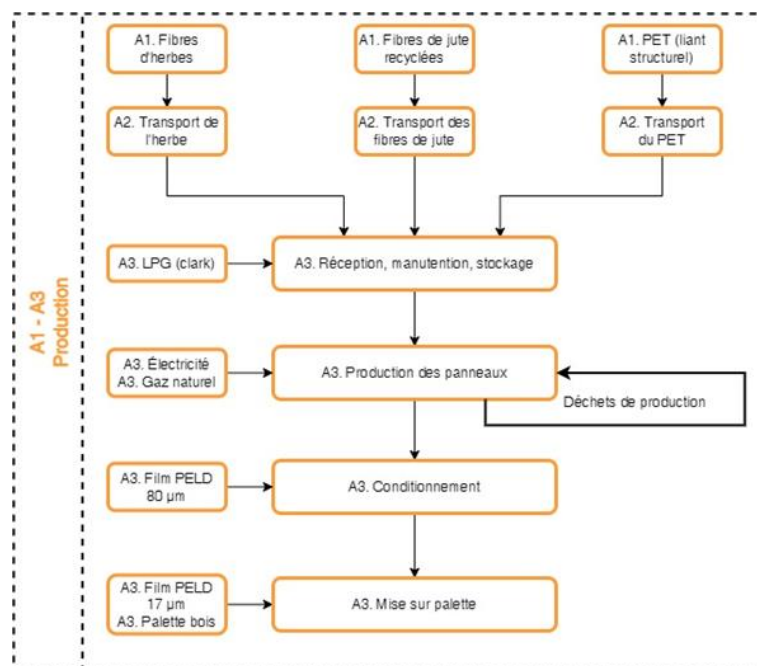 A1. Fibres
d'herbes
A1. Fibres de jute
recyclées
A1. PET (liant
structurel)
A2. Transport de
l'herbe
A2. Transport des
fibres de jute
A2. Transport
du PET
A1 - A3
Production
A3. LPG (clark)
A3. Réception, manutention, stockage
A3. Électricité
A3. Gaz naturel
A3. Production des panneaux
Déchets de production
A3. Film PELD
80 µm
A3. Conditionnement
A3. Film PELD
17 µm
A3. Palette bois
A3. Mise sur palette